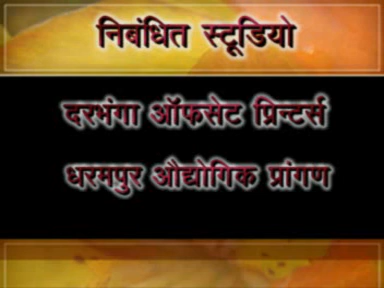 निबंधित स्टूडियो
दरभंगा ऑफसेट प्रिन्टर्स
धरमपुर औद्योगिक प्रांगण